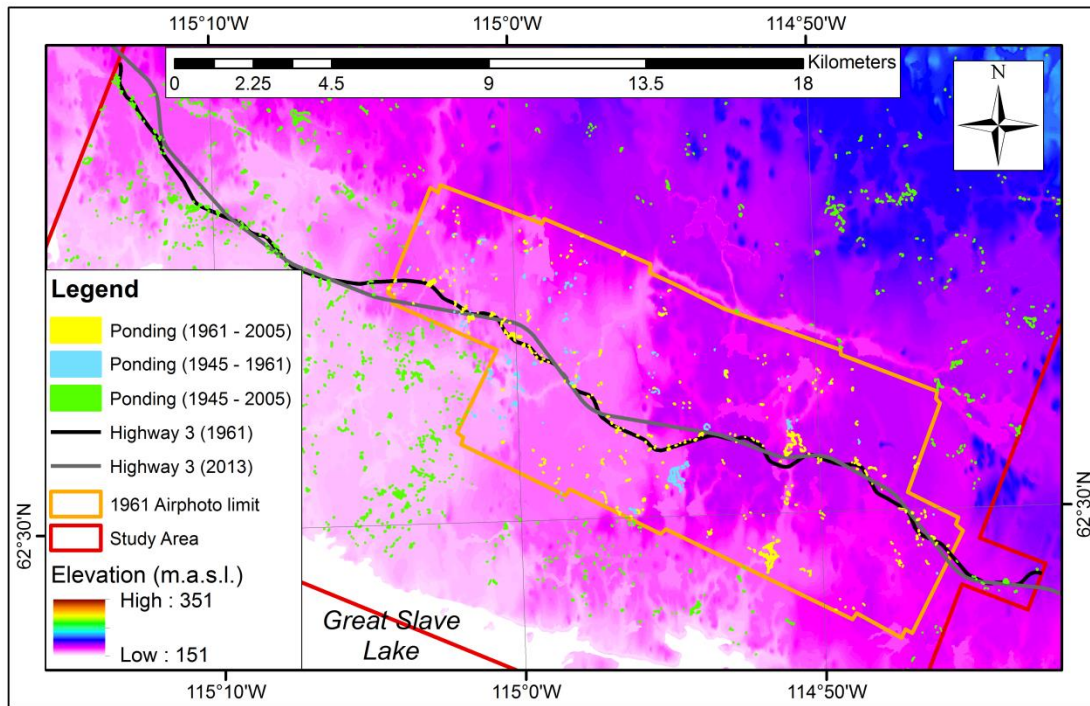 115°10'W 115°0'W 114°50'W
Kilometers
0 2.25 4.5 9 13.5 18
N
Legend
Ponding (1961 - 2005)
Ponding (1945 - 1961)
Ponding (1945 - 2005)
Highway 3 (1961)
Highway 3 (2013)
1961 Airphoto limit
Study Area
Elevation (m.a.s.l.)
High : 351
Low : 151
Great Slave
Lake
62°30'N
62°30'N
115°10'W 115°0'W 114°50'W